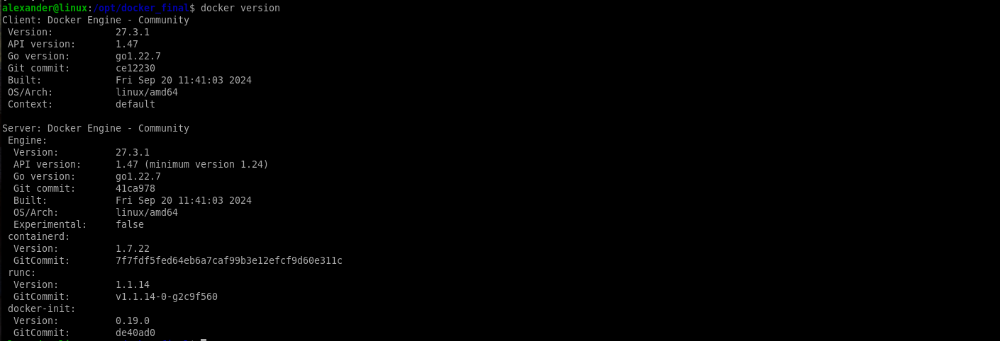 alexander@linux:/opt/docker_final$ docker version
Client: Docker Engine - Community
 Version:           27.3.1
 API version:       1.47
 Go version:        go1.22.7
 Git commit:        ce12230
 Built:             Fri Sep 20 11:41:03 2024
 OS/Arch:           linux/amd64
 Context:           default

Server: Docker Engine - Community
 Engine:
  Version:          27.3.1
  API version:      1.47 (minimum version 1.24)
  Go version:       go1.22.7
  Git commit:       41ca978
  Built:            Fri Sep 20 11:41:03 2024
  OS/Arch:          linux/amd64
  Experimental:     false
 containerd:
  Version:          1.7.22
  GitCommit:        7f7fdf5fed64eb6a7caf99b3e12efcf9d60e311c
 runc:
  Version:          1.1.14
  GitCommit:        v1.1.14-0-g2c9f560
 docker-init:
  Version:          0.19.0
  GitCommit:        de40ad0